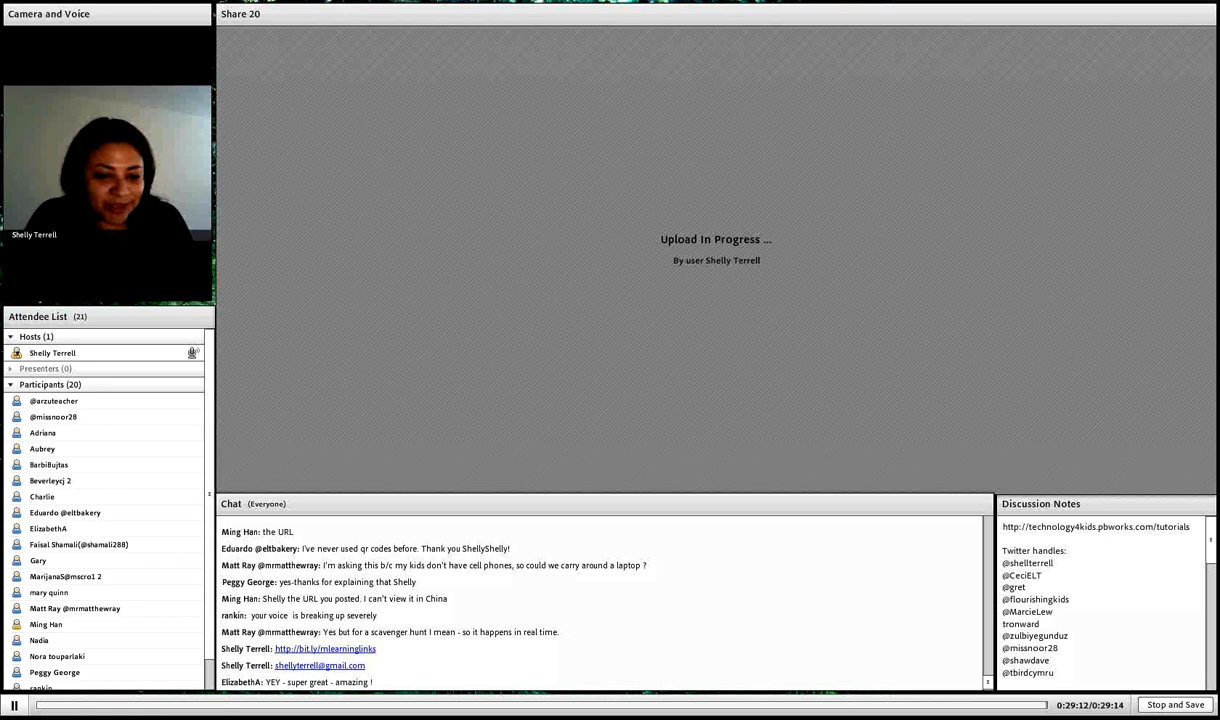 Camera and Voice
Share 20
Shelly Terrell
Upload In Progress ...
By user Shelly Terrell
Attendee List (21)
Hosts (1)
Shelly Terrell
Presenters (0)
Participants (20)
@arzuteacher
@missnoor28
Adriana
Aubrey
BarbiBujtas
Beverleycj 2
Charlie
Eduardo @eltbakery
ElizabethA
Faisal Shamali(@shamali288)
Gary
MarijanaS@mscro1 2
mary quinn
Matt Ray @mrmatthewray
Ming Han
Nadia
Nora touparlaki
Peggy George
rankin
Chat (Everyone)
Ming Han: the URL
Eduardo @eltbakery: I've never used qr codes before. Thank you ShellyShelly!
Matt Ray @mrmatthewray: I'm asking this b/c my kids don't have cell phones, so could we carry around a laptop ?
Peggy George: yes-thanks for explaining that Shelly
Ming Han: Shelly the URL you posted. I can't view it in China
rankin: your voice is breaking up severely
Matt Ray @mrmatthewray: Yes but for a scavenger hunt I mean - so it happens in real time.
Shelly Terrell: http://bit.ly/mlearninglinks
Shelly Terrell: shellyterrell@gmail.com
ElizabethA: YEY - super great - amazing !
Discussion Notes
http://technology4kids.pbworks.com/tutorials
Twitter handles:
@shellterrell
@CeciELT
@gret
@flourishingkids
@MarcieLew
tronward
@zulbiyegunduz
@missnoor28
@shawdave
@tbirdcymru
0:29:12/0:29:14
Stop and Save